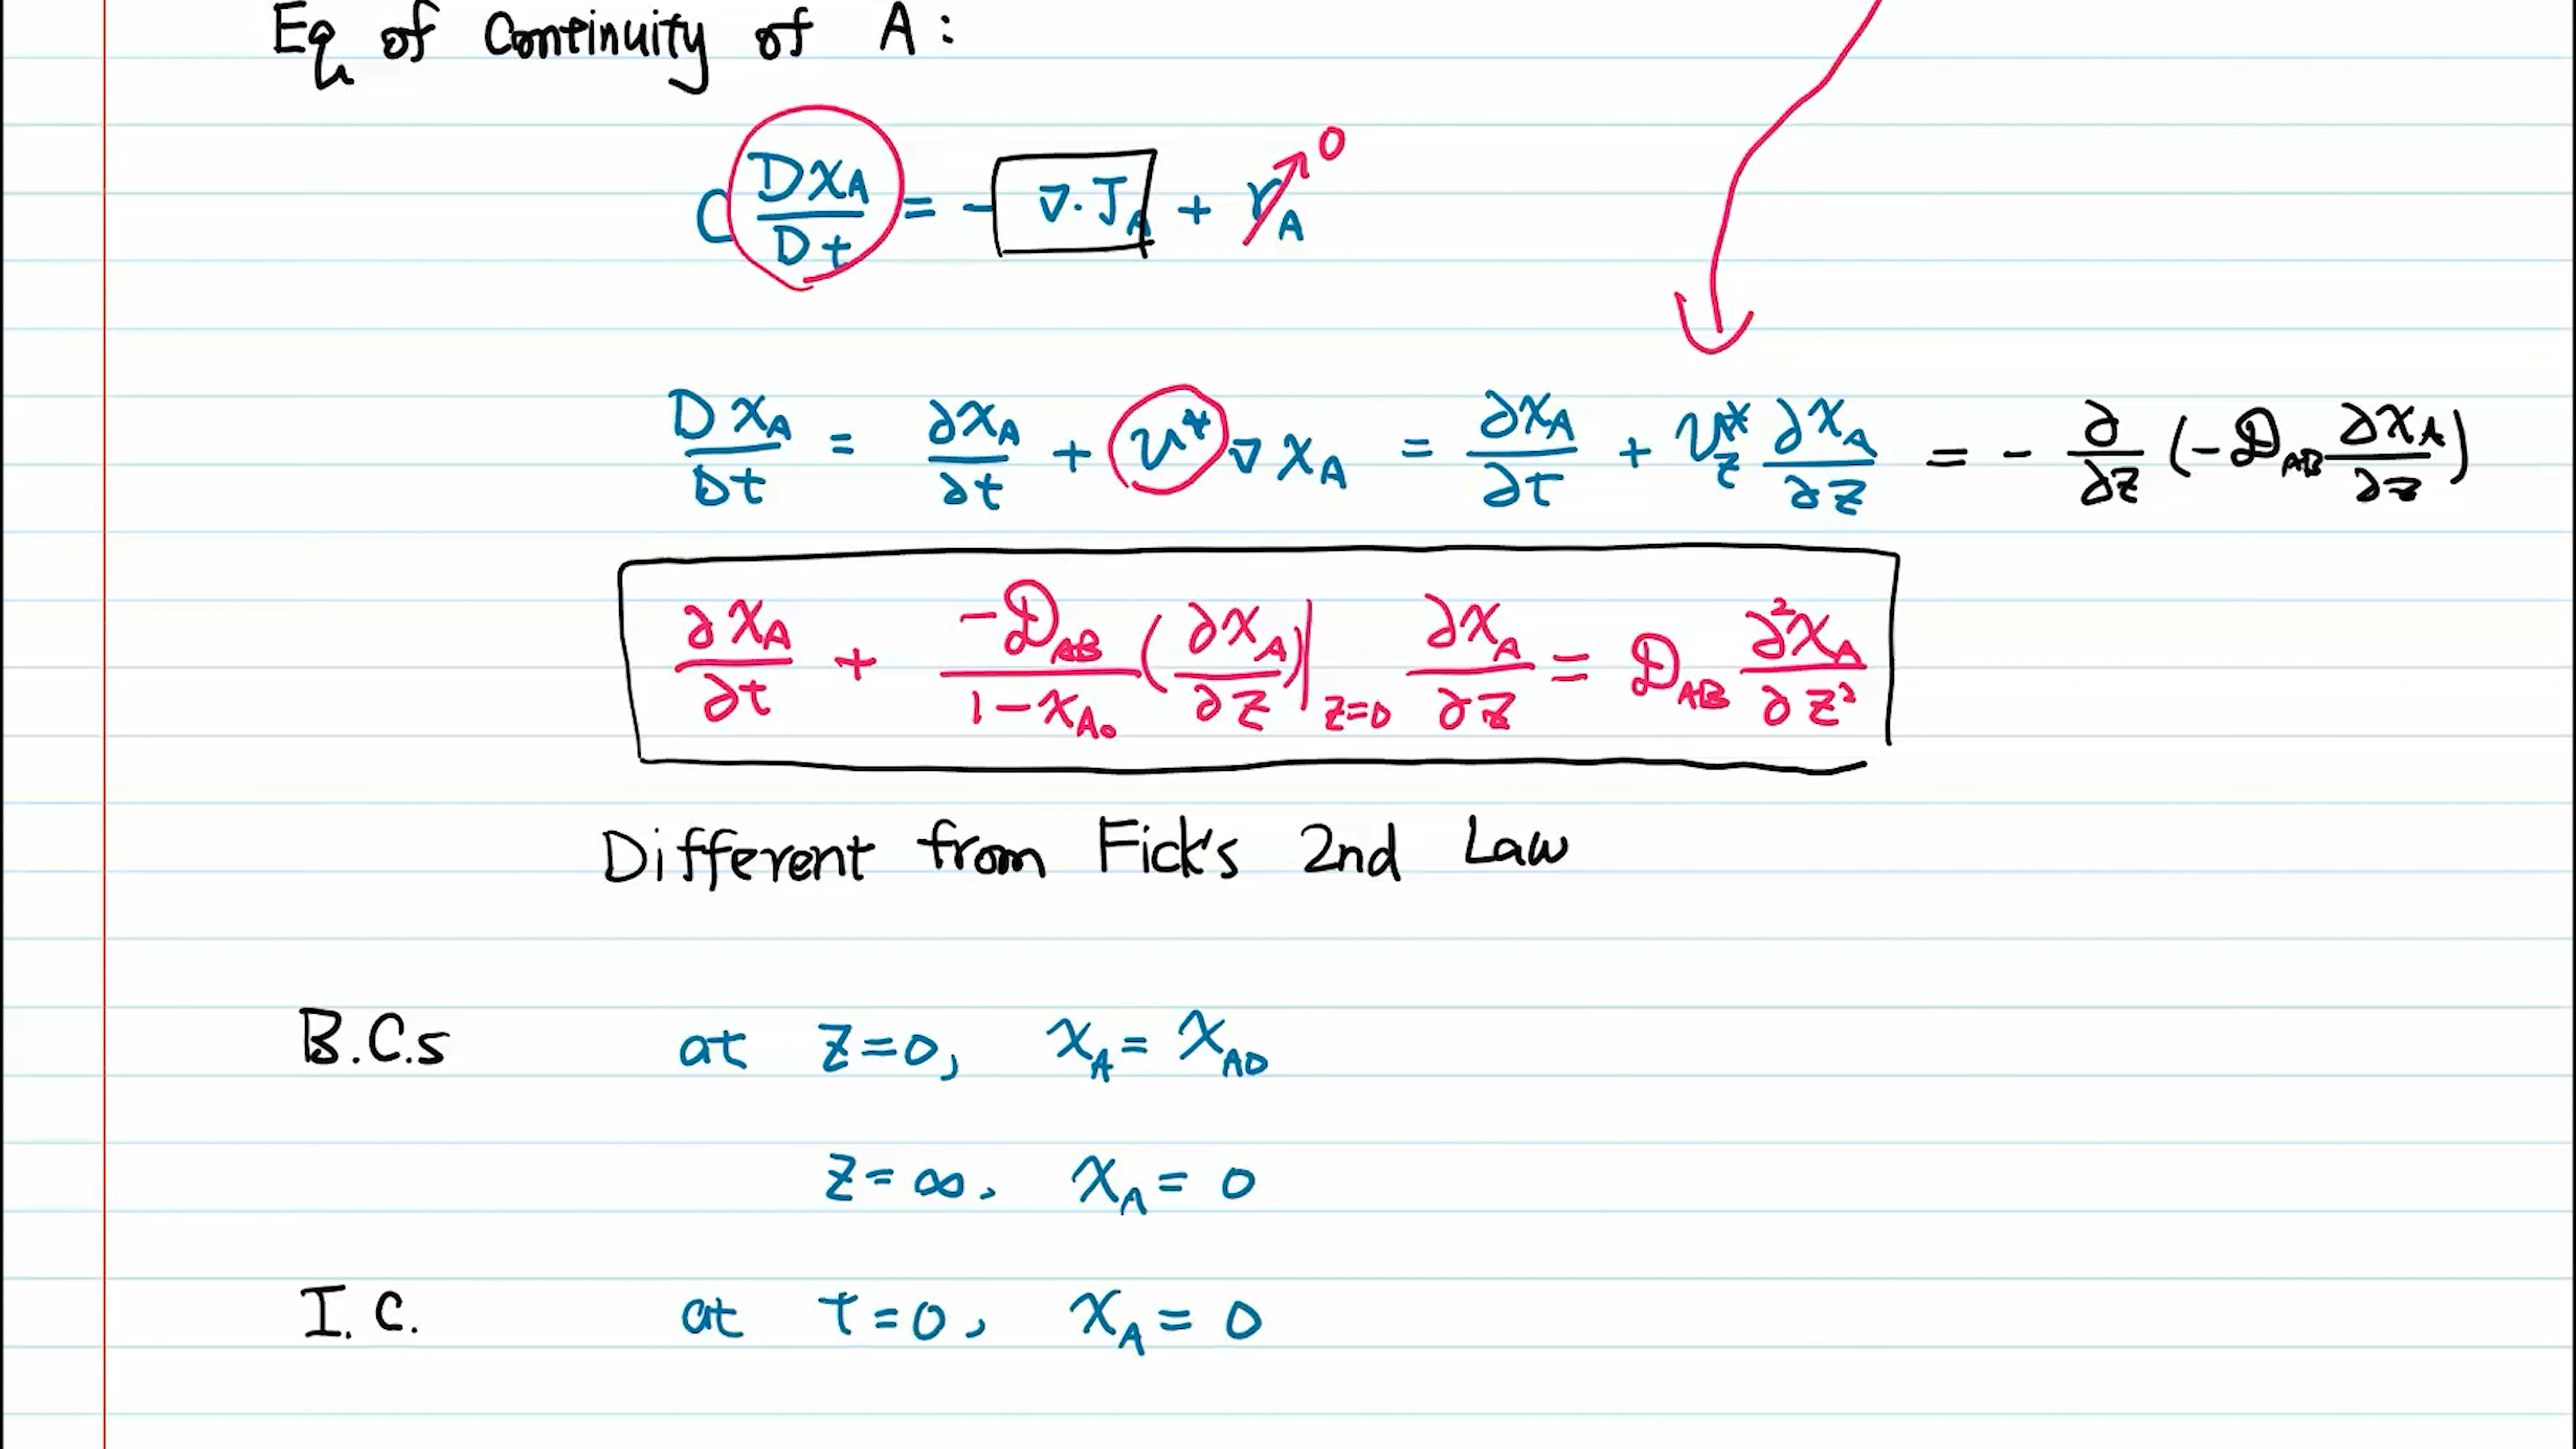 Eq of Continuity of A:
C Dx_A/Dt = - ∇·J_A + r_A → 0
Dx_A/Dt = ∂x_A/∂t + v* ∇x_A = ∂x_A/∂t + v_z* ∂x_A/∂z = - ∂/∂z (-D_AB ∂x_A/∂z)
∂x_A/∂t + -D_AB/(1-x_A0) (∂x_A/∂z)|_z=0 ∂x_A/∂z = D_AB ∂²x_A/∂z²
Different from Fick's 2nd Law
B.C.s at z=0, x_A = x_A0
z=∞, x_A = 0
I.C. at t=0, x_A = 0